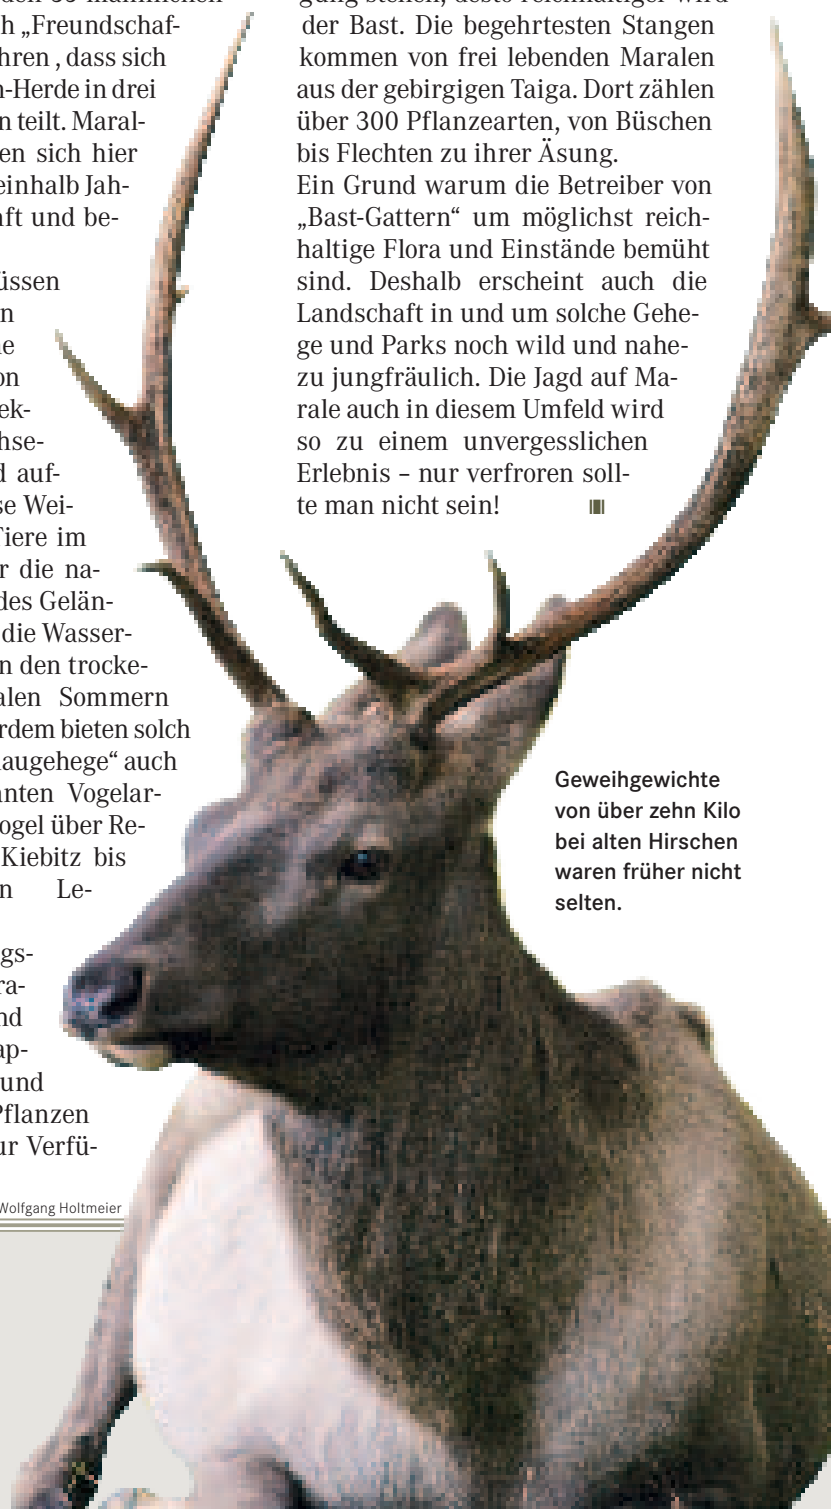 h „Freundschaf-
hren , dass sich
n-Herde in drei
n teilt. Maral-
en sich hier
einhalb Jah-
aft und be-
üssen
n
ne
on
ek-
hse-
d auf-
se Wei-
Tiere im
r die na-
des Gelän-
die Wasser-
n den trocke-
alen Sommern
rdem bieten solch
augehege“ auch
nnten Vogelar-
ogel über Re-
Kiebitz bis
n Le-
gs-
ra-
nd
ap-
und
Pflanzen
ur Verfü-
Wolfgang Holtmeier
der Bast. Die begehrtesten Stangen
kommen von frei lebenden Maralen
aus der gebirgigen Taiga. Dort zählen
über 300 Pflanzearten, von Büschen
bis Flechten zu ihrer Äsung.
Ein Grund warum die Betreiber von
„Bast-Gattern“ um möglichst reich-
haltige Flora und Einstände bemüht
sind. Deshalb erscheint auch die
Landschaft in und um solche Gehe-
ge und Parks noch wild und nahe-
zu jungfräulich. Die Jagd auf Ma-
rale auch in diesem Umfeld wird
so zu einem unvergesslichen
Erlebnis – nur verfroren soll-
te man nicht sein!
Geweihgewichte
von über zehn Kilo
bei alten Hirschen
waren früher nicht
selten.